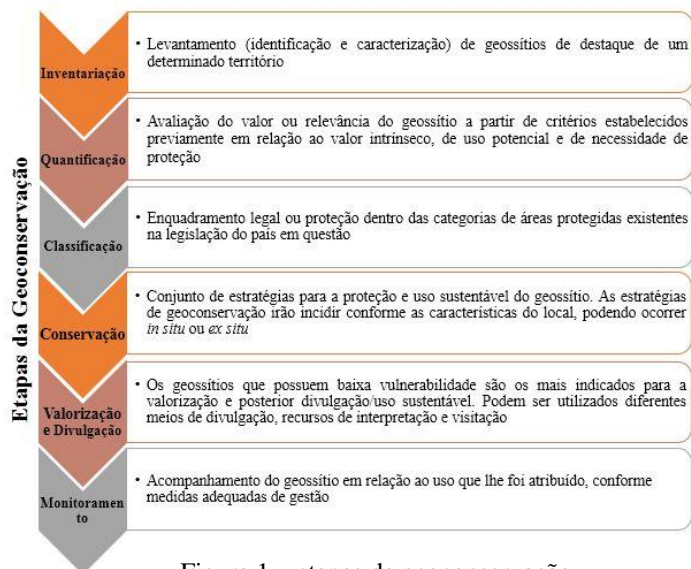 Etapas da Geoconservação
Inventariação
• Levantamento (identificação e caracterização) de geossítios de destaque de um
determinado território
Quantificação
• Avaliação do valor ou relevância do geossítio a partir de critérios estabelecidos
previamente em relação ao valor intrínseco, de uso potencial e de necessidade de
proteção
Classificação
• Enquadramento legal ou proteção dentro das categorias de áreas protegidas existentes
na legislação do país em questão
Conservação
• Conjunto de estratégias para a proteção e uso sustentável do geossítio. As estratégias
de geoconservação irão incidir conforme as características do local, podendo ocorrer
in situ ou ex situ
Valorização
e Divulgação
• Os geossítios que possuem baixa vulnerabilidade são os mais indicados para a
valorização e posterior divulgação/uso sustentável. Podem ser utilizados diferentes
meios de divulgação, recursos de interpretação e visitação
Monitoramen
to
• Acompanhamento do geossítio em relação ao uso que lhe foi atribuído, conforme
medidas adequadas de gestão